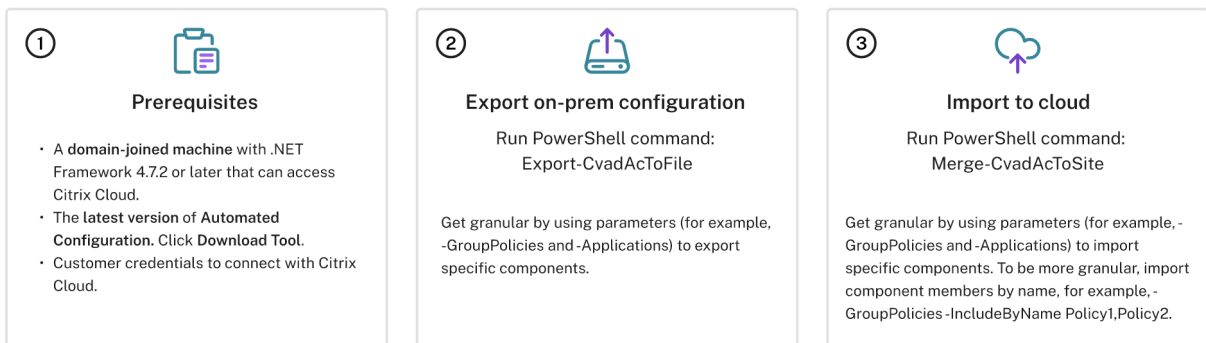 1
Prerequisites
• A domain-joined machine with .NET
Framework 4.7.2 or later that can access
Citrix Cloud.
• The latest version of Automated
Configuration. Click Download Tool.
• Customer credentials to connect with Citrix
Cloud.
2
Export on-prem configuration
Run PowerShell command:
Export-CvadAcToFile
Get granular by using parameters (for example,
-GroupPolicies and -Applications) to export
specific components.
3
Import to cloud
Run PowerShell command:
Merge-CvadAcToSite
Get granular by using parameters (for example, -
GroupPolicies and -Applications) to import
specific components. To be more granular, import
component members by name, for example, -
GroupPolicies -IncludeByName Policy1,Policy2.